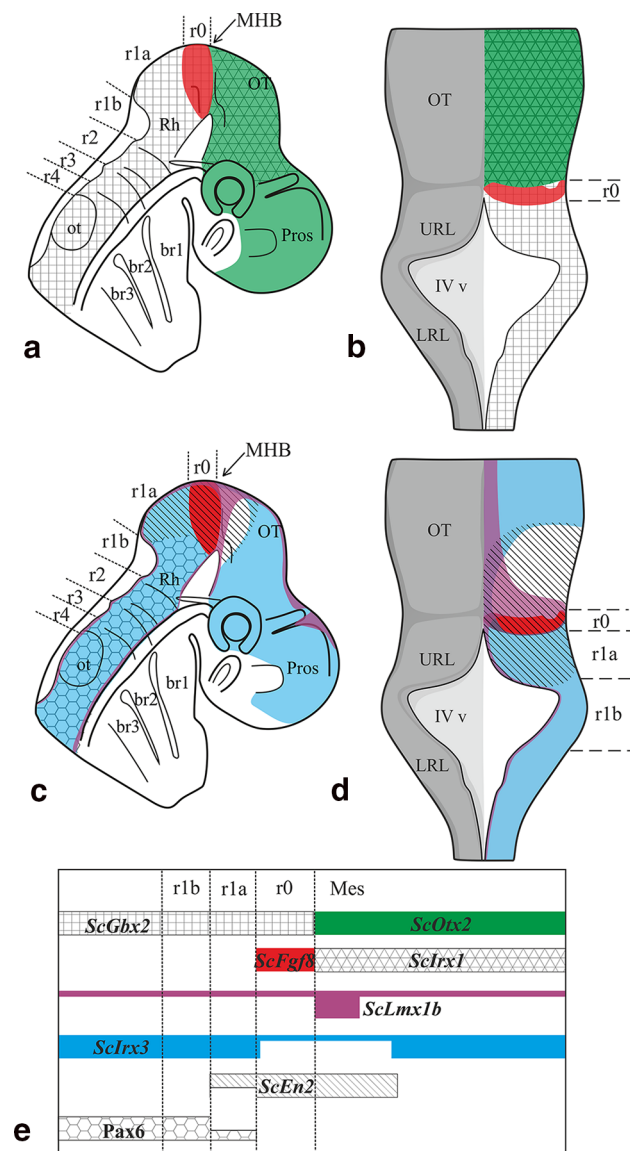 r0
MHB
r1a
OT
r1b
Rh
r2
r3
r4
ot
br1
Pros
br2
br3
a
OT
r0
URL
IV v
LRL
b
r0
MHB
r1a
OT
r1b
Rh
r2
r3
r4
ot
br1
Pros
br2
br3
c
OT
r0
r1a
URL
IV v
r1b
LRL
d
r1b r1a r0 Mes
ScGbx2 ScOtx2
ScFgf8 ScIrx1
ScLmx1b
ScIrx3
ScEn2
Pax6
e